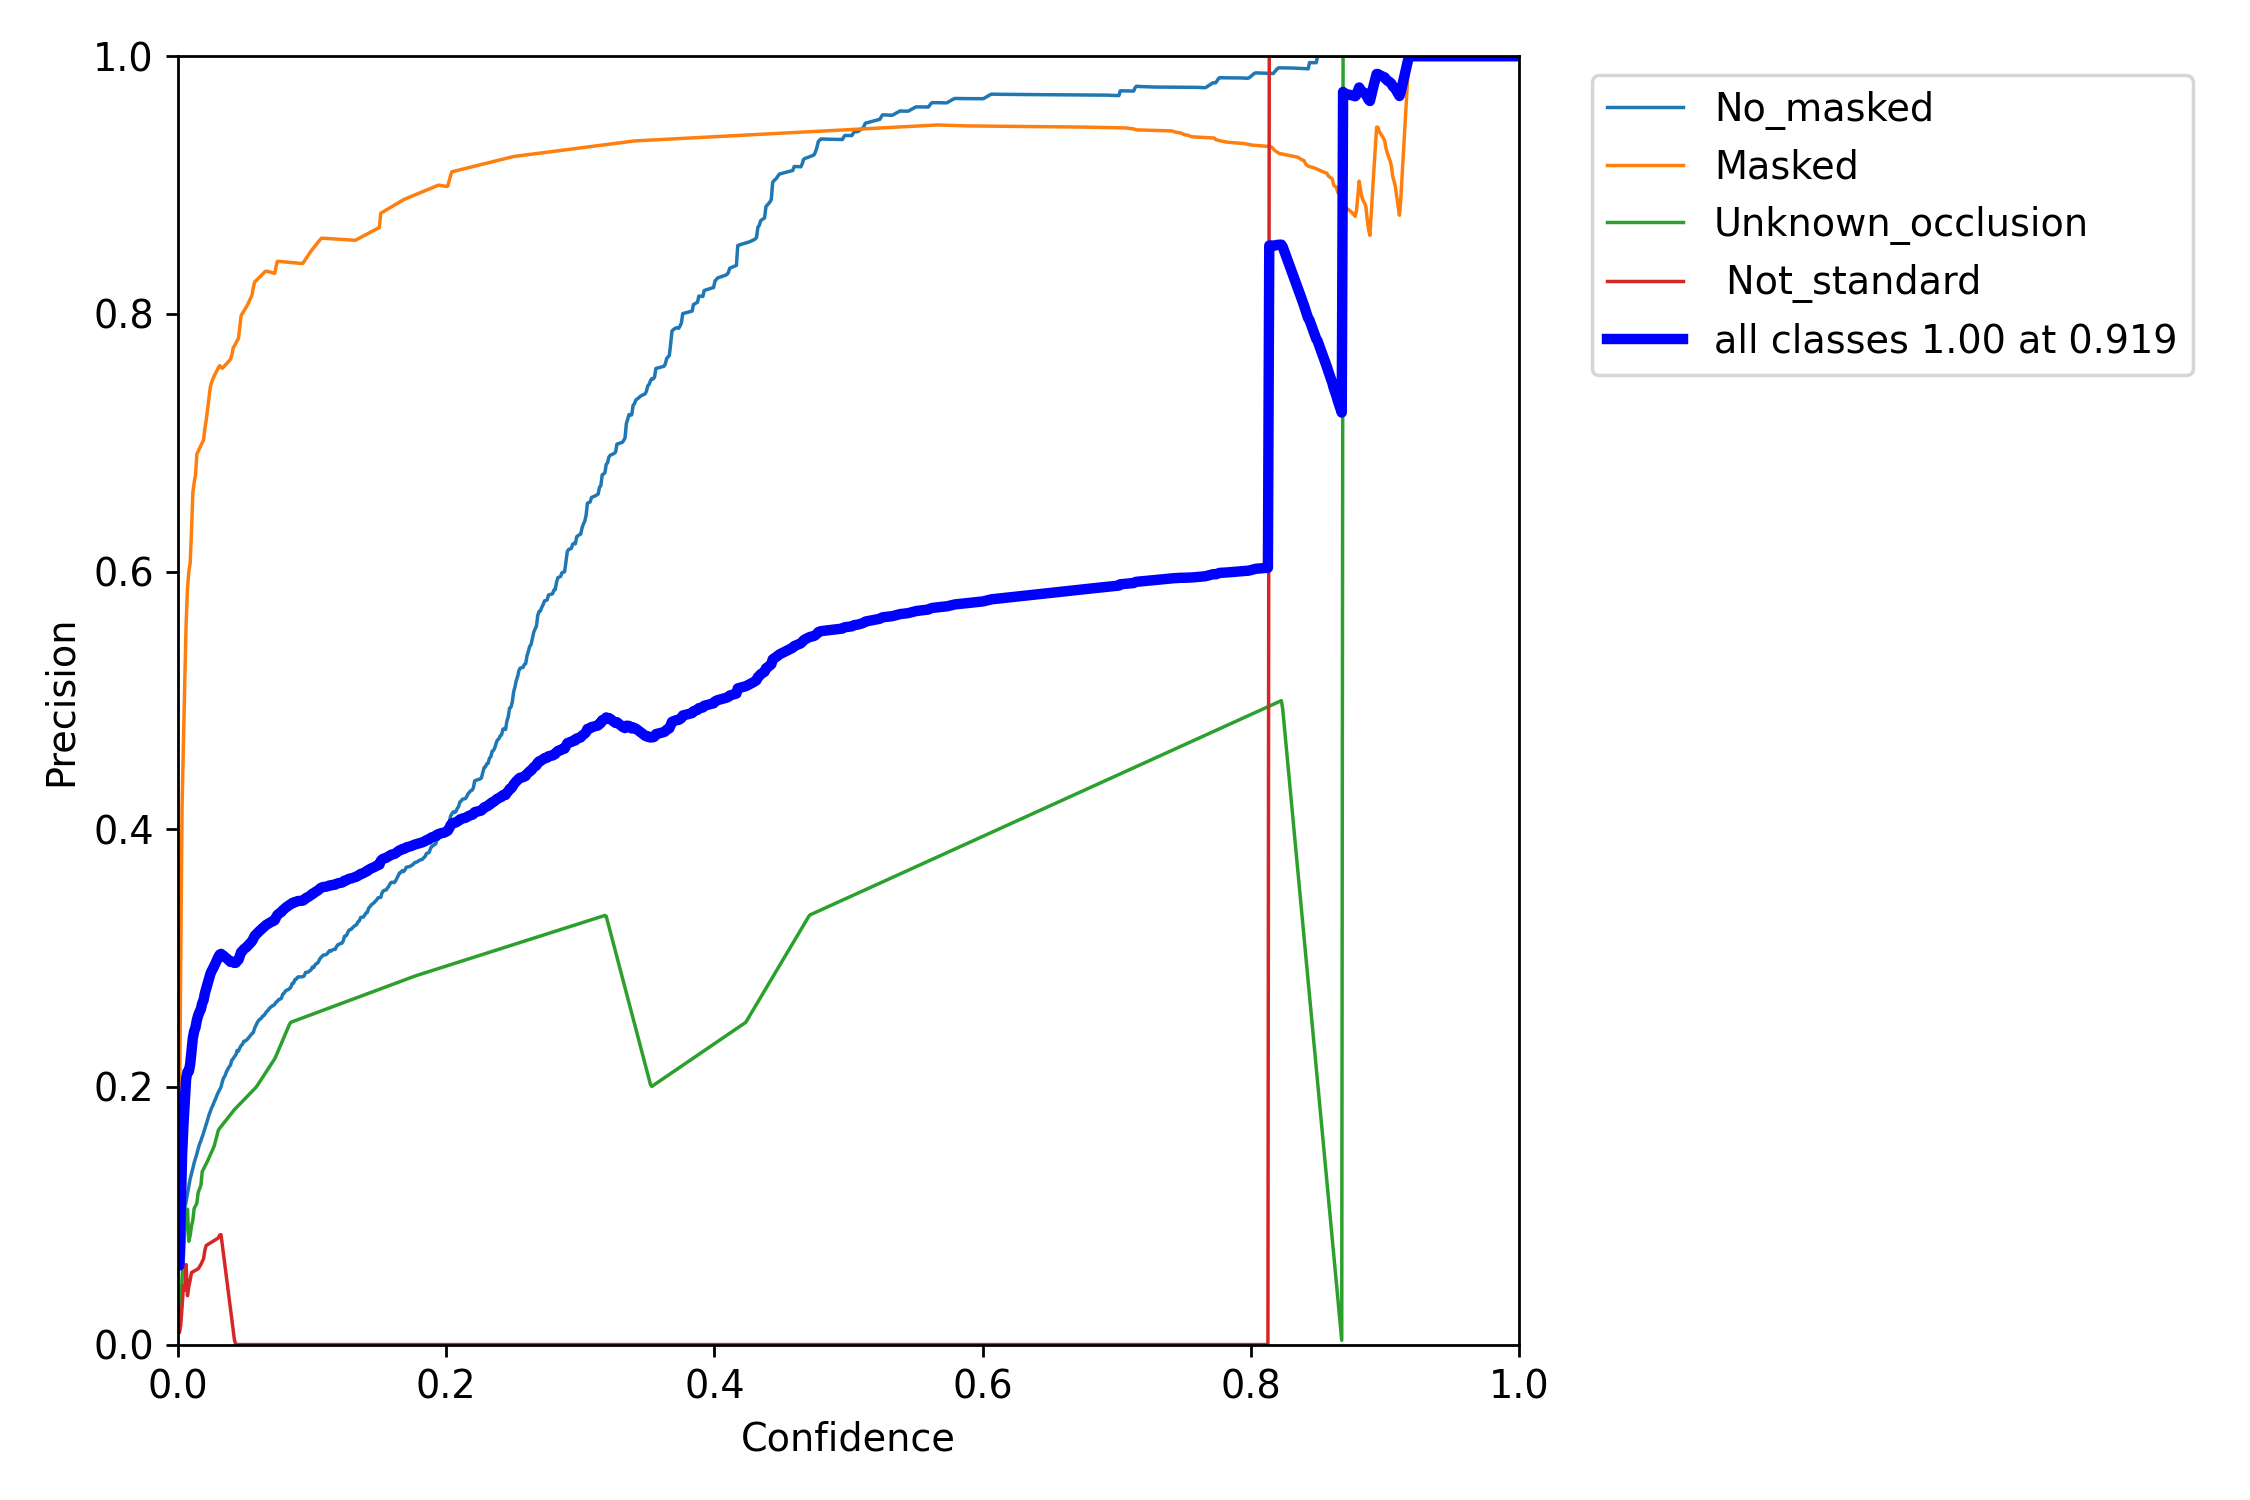 1.0
0.8
0.6
0.4
0.2
0.0
Precision
0.0 0.2 0.4 0.6 0.8 1.0
Confidence
No_masked
Masked
Unknown_occlusion
Not_standard
all classes 1.00 at 0.919